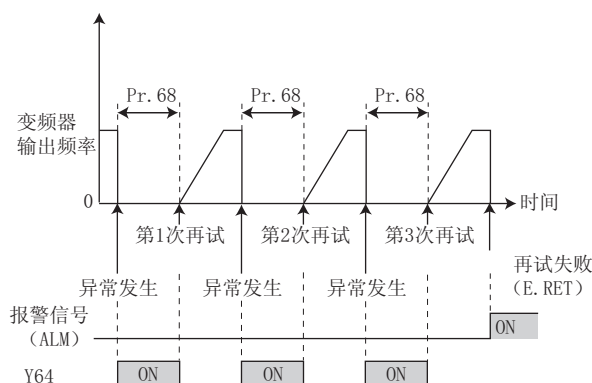 Pr.68 Pr.68 Pr.68
变频器
输出频率
0
时间
第1次再试 第2次再试 第3次再试
再试失败
（E.RET）
异常发生 异常发生 异常发生
报警信号
（ALM）
ON
Y64 ON ON ON